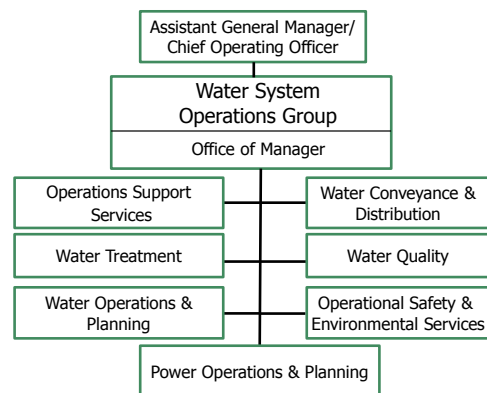 Assistant General Manager/
Chief Operating Officer
Water System
Operations Group
Office of Manager
Operations Support
Services
Water Conveyance &
Distribution
Water Treatment
Water Quality
Water Operations &
Planning
Operational Safety &
Environmental Services
Power Operations & Planning